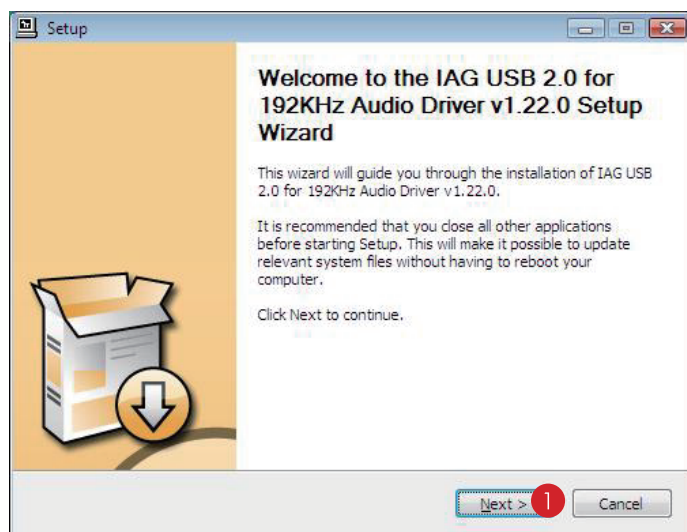 Setup
Welcome to the IAG USB 2.0 for
192KHz Audio Driver v1.22.0 Setup
Wizard
This wizard will guide you through the installation of IAG USB
2.0 for 192KHz Audio Driver v1.22.0.
It is recommended that you close all other applications
before starting Setup. This will make it possible to update
relevant system files without having to reboot your
computer.
Click Next to continue.
Next > 1 Cancel